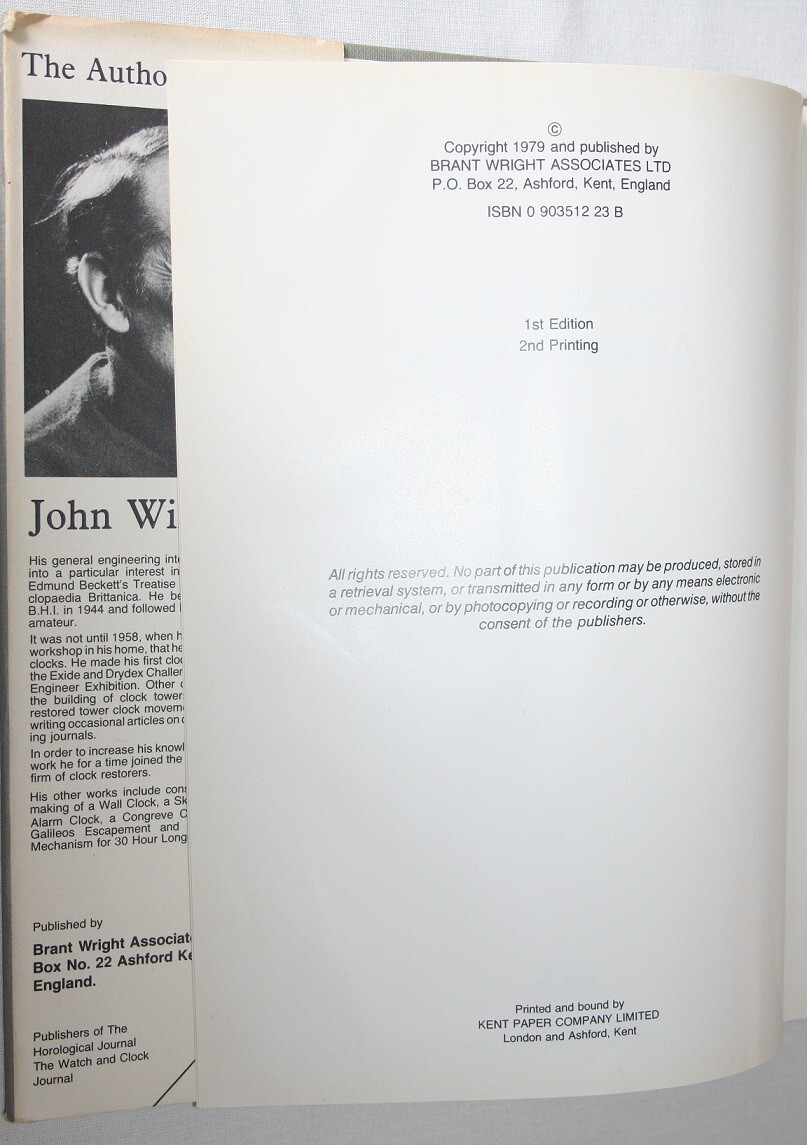 The Autho
John Wi
His general engineering int
into a particular interest in
Edmund Beckett's Treatise
clopaedia Brittanica. He be
B.H.I. in 1944 and followed
amateur.
It was not until 1958, when h
workshop in his home, that he
clocks. He made his first clo
the Exide and Drydex Challen
Engineer Exhibition. Other
the building of clock tower
restored tower clock movem
writing occasional articles on
ing journals.
In order to increase his knowl
work he for a time joined the
firm of clock restorers.
His other works include cons
making of a Wall Clock, a Sk
Alarm Clock, a Congreve C
Galileos Escapement and
Mechanism for 30 Hour Long
Published by
Brant Wright Associat
Box No. 22 Ashford Ke
England.
Publishers of The
Horological Journal
The Watch and Clock
Journal
©
Copyright 1979 and published by
BRANT WRIGHT ASSOCIATES LTD
P.O. Box 22, Ashford, Kent, England
ISBN 0 903512 23 B
1st Edition
2nd Printing
All rights reserved. No part of this publication may be produced, stored in
a retrieval system, or transmitted in any form or by any means electronic
or mechanical, or by photocopying or recording or otherwise, without the
consent of the publishers.
Printed and bound by
KENT PAPER COMPANY LIMITED
London and Ashford, Kent